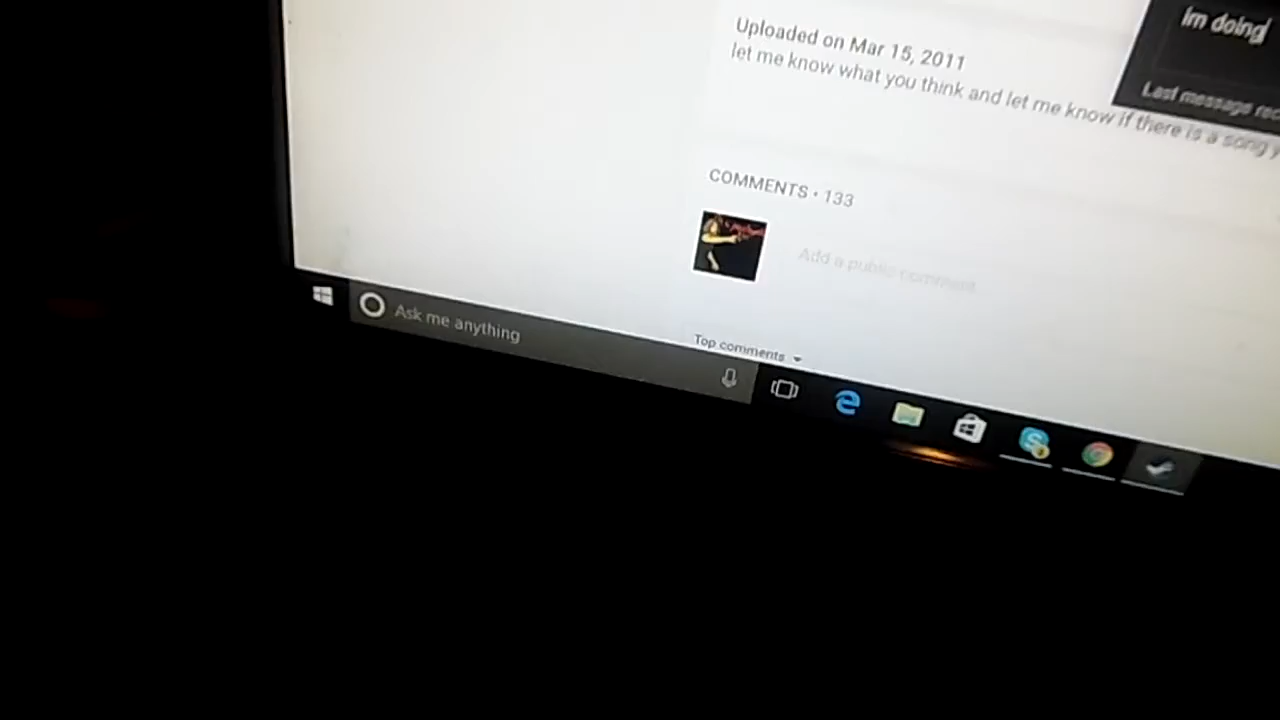 im doing
Last message rec
Uploaded on Mar 15, 2011
let me know what you think and let me know if there is a song y
COMMENTS • 133
Add a public comment...
Top comments
Ask me anything